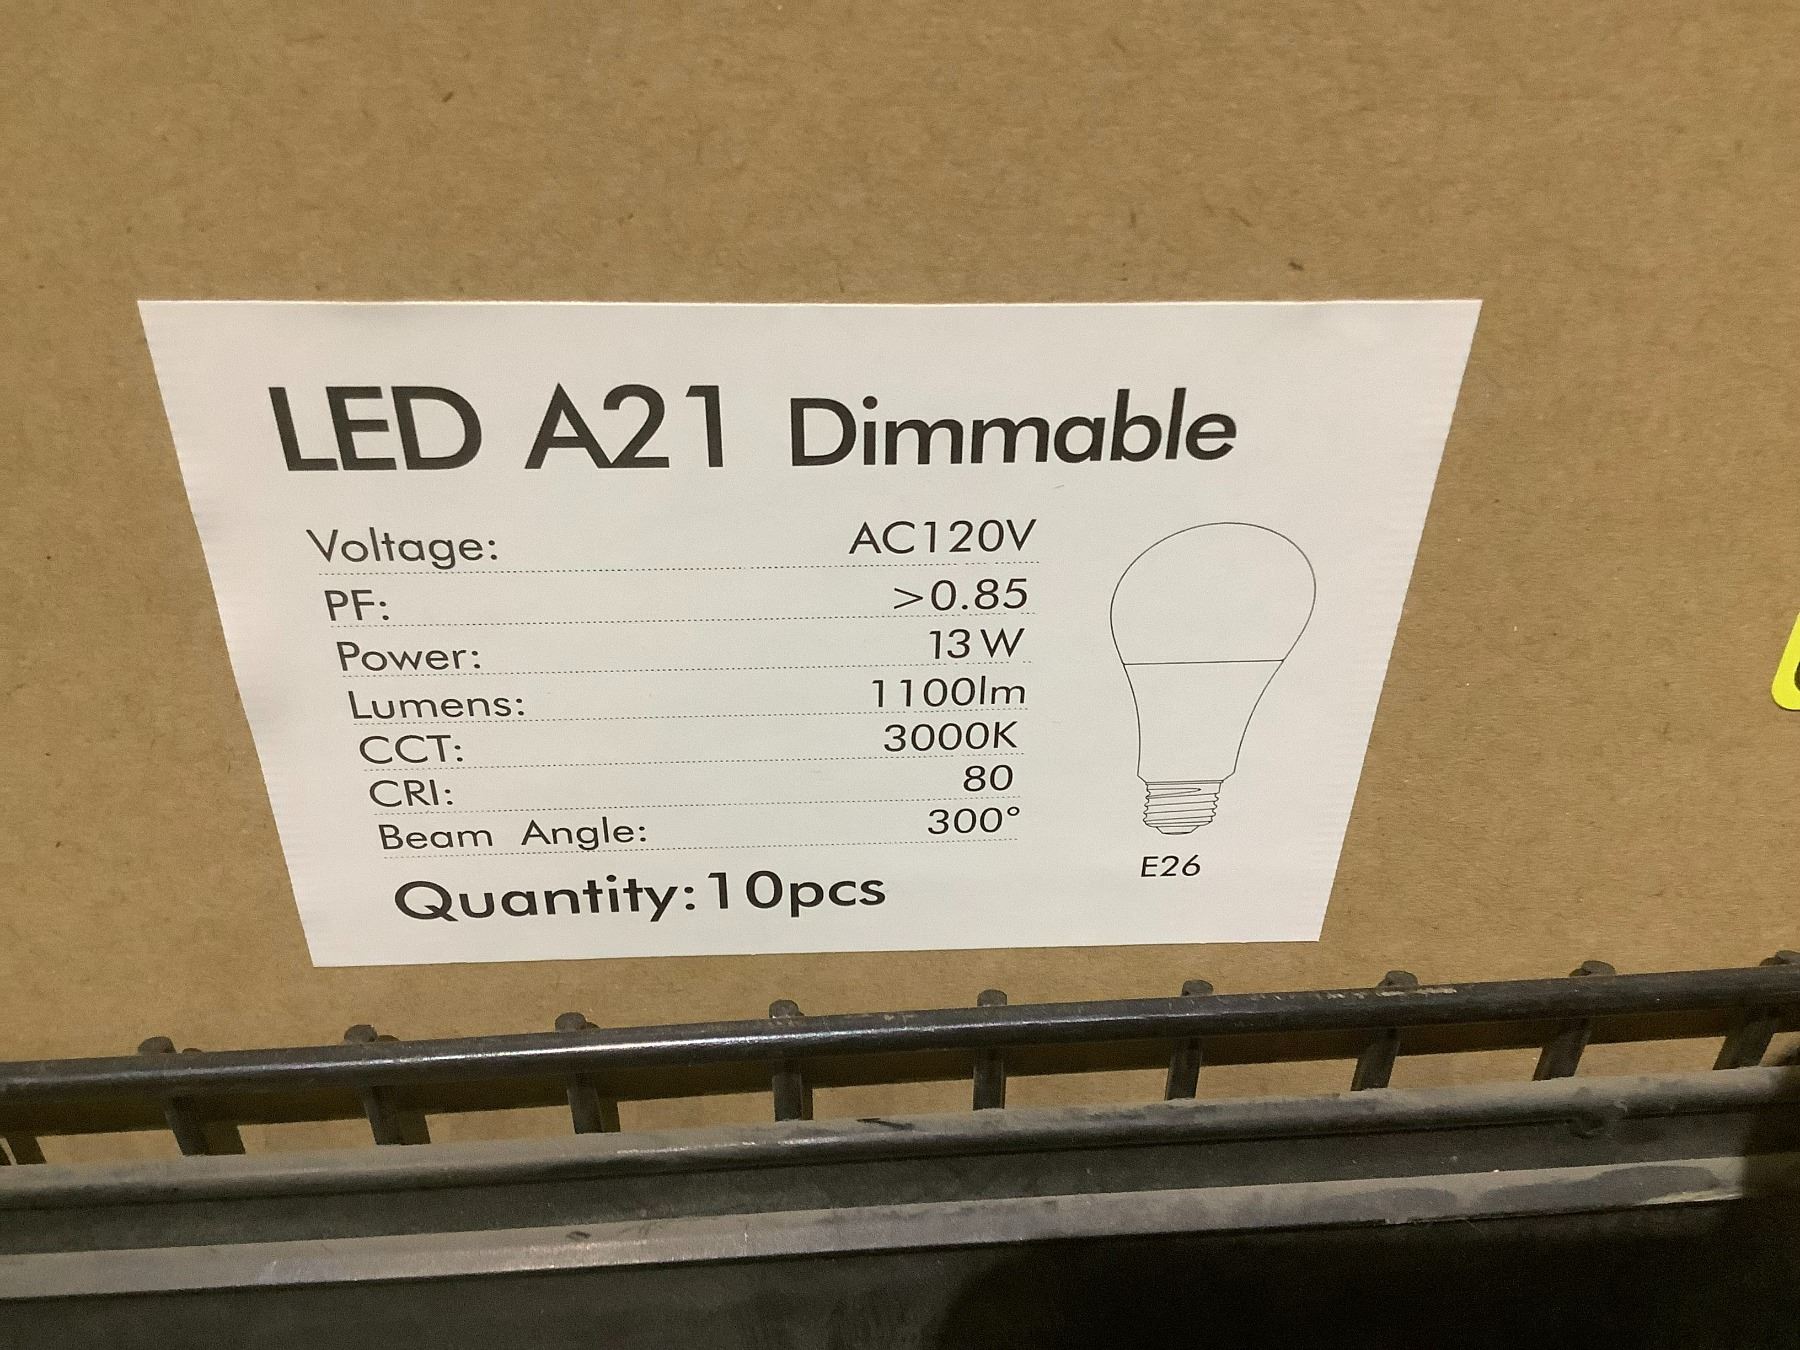 LED A21 Dimmable
Voltage: AC120V
PF: >0.85
Power: 13W
Lumens: 1100lm
CCT: 3000K
CRI: 80
Beam Angle: 300°
Quantity:10pcs
E26